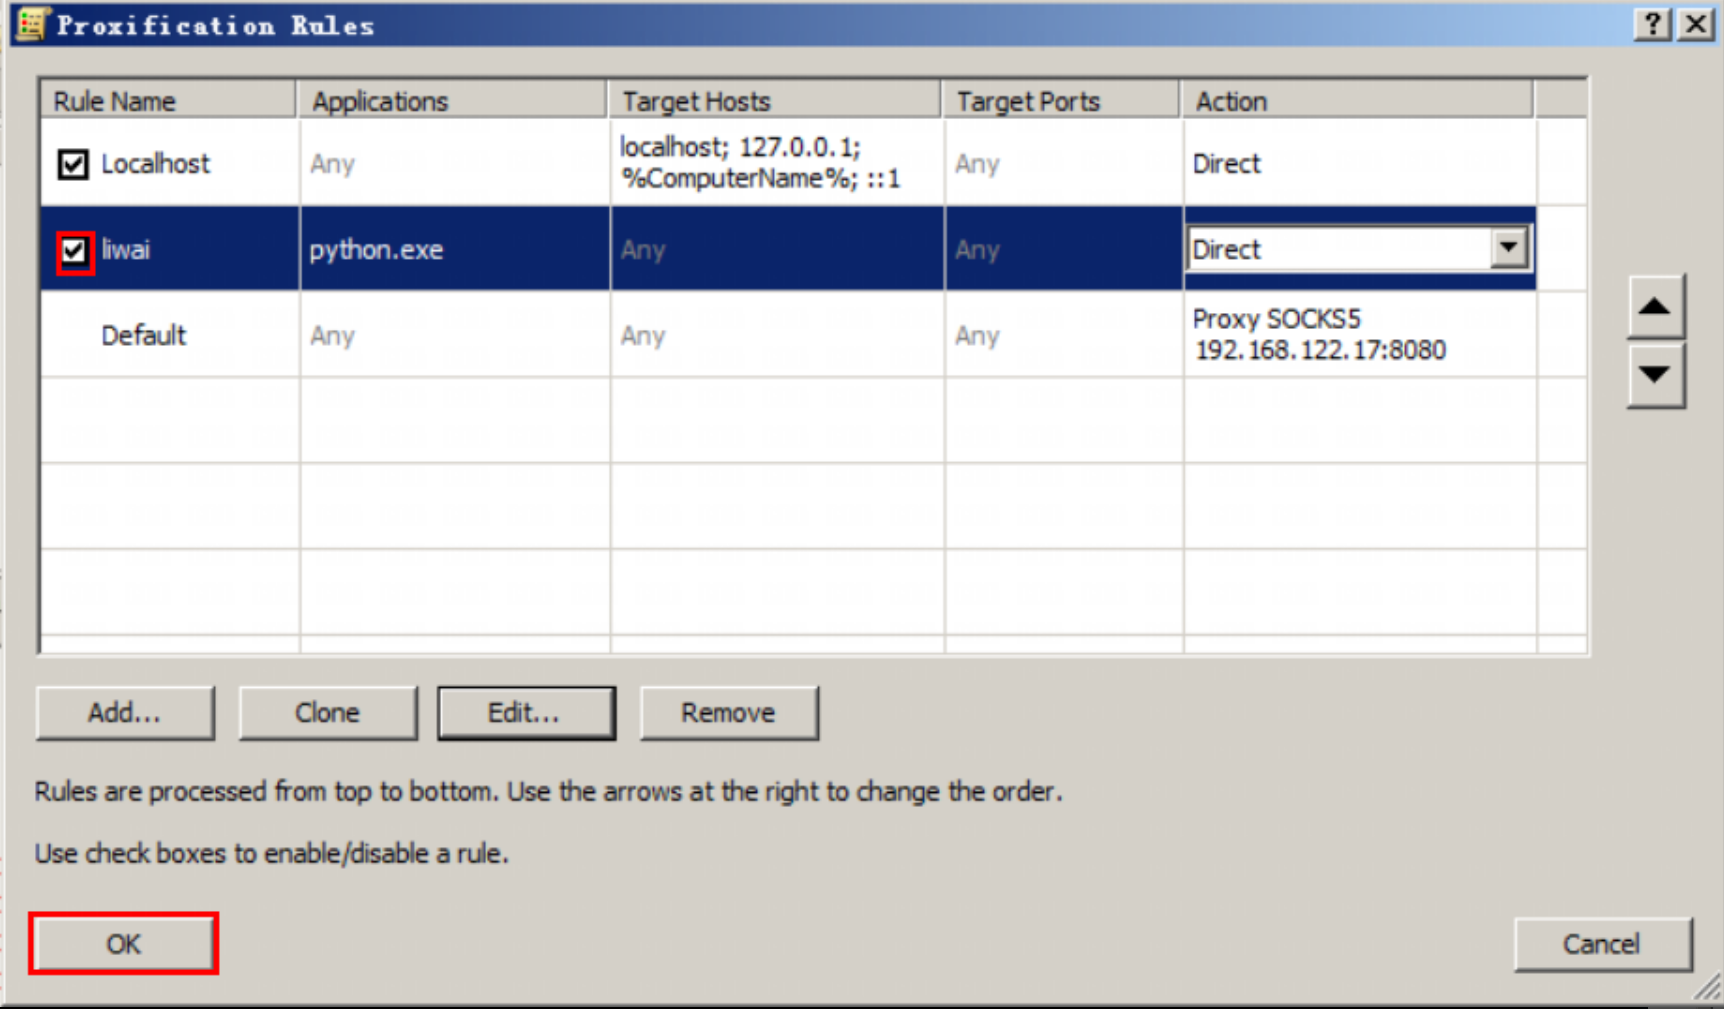 Proxification Rules
Rule Name Applications Target Hosts Target Ports Action
Localhost Any localhost; 127.0.0.1; Any Direct
%ComputerName%; ::1
liwai python.exe Any Any Direct
Default Any Any Any Proxy SOCKS5
192.168.122.17:8080
Add... Clone Edit... Remove
Rules are processed from top to bottom. Use the arrows at the right to change the order.
Use check boxes to enable/disable a rule.
OK Cancel